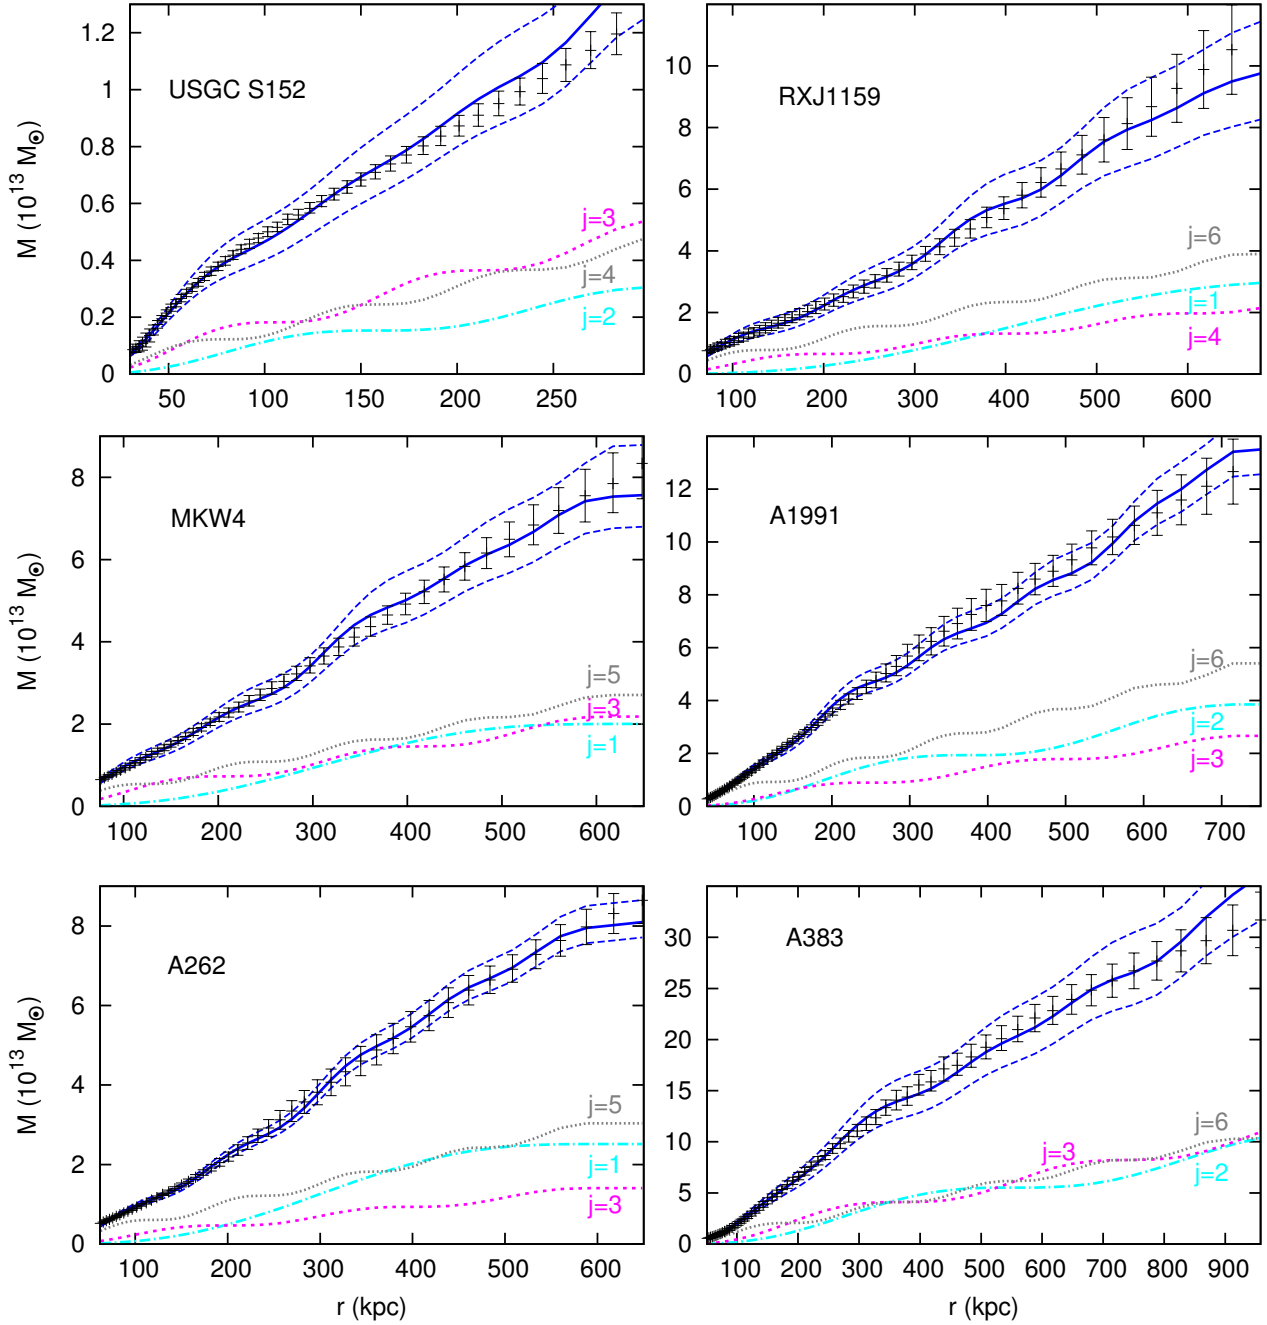 USGC S152
M (10^13 M⊙)
1.2
1
0.8
0.6
0.4
0.2
0
j=3
j=4
j=2
50 100 150 200 250
RXJ1159
10
8
6
4
2
0
j=6
j=1
j=4
100 200 300 400 500 600
MKW4
M (10^13 M⊙)
8
6
4
2
0
j=5
j=3
j=1
100 200 300 400 500 600
A1991
12
10
8
6
4
2
0
j=6
j=2
j=3
100 200 300 400 500 600 700
A262
M (10^13 M⊙)
8
6
4
2
0
j=5
j=1
j=3
100 200 300 400 500 600
r (kpc)
A383
30
25
20
15
10
5
0
j=3
j=6
j=2
100 200 300 400 500 600 700 800 900
r (kpc)